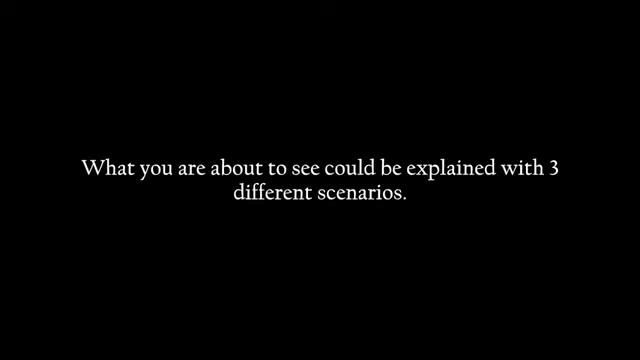 What you are about to see could be explained with 3
different scenarios.